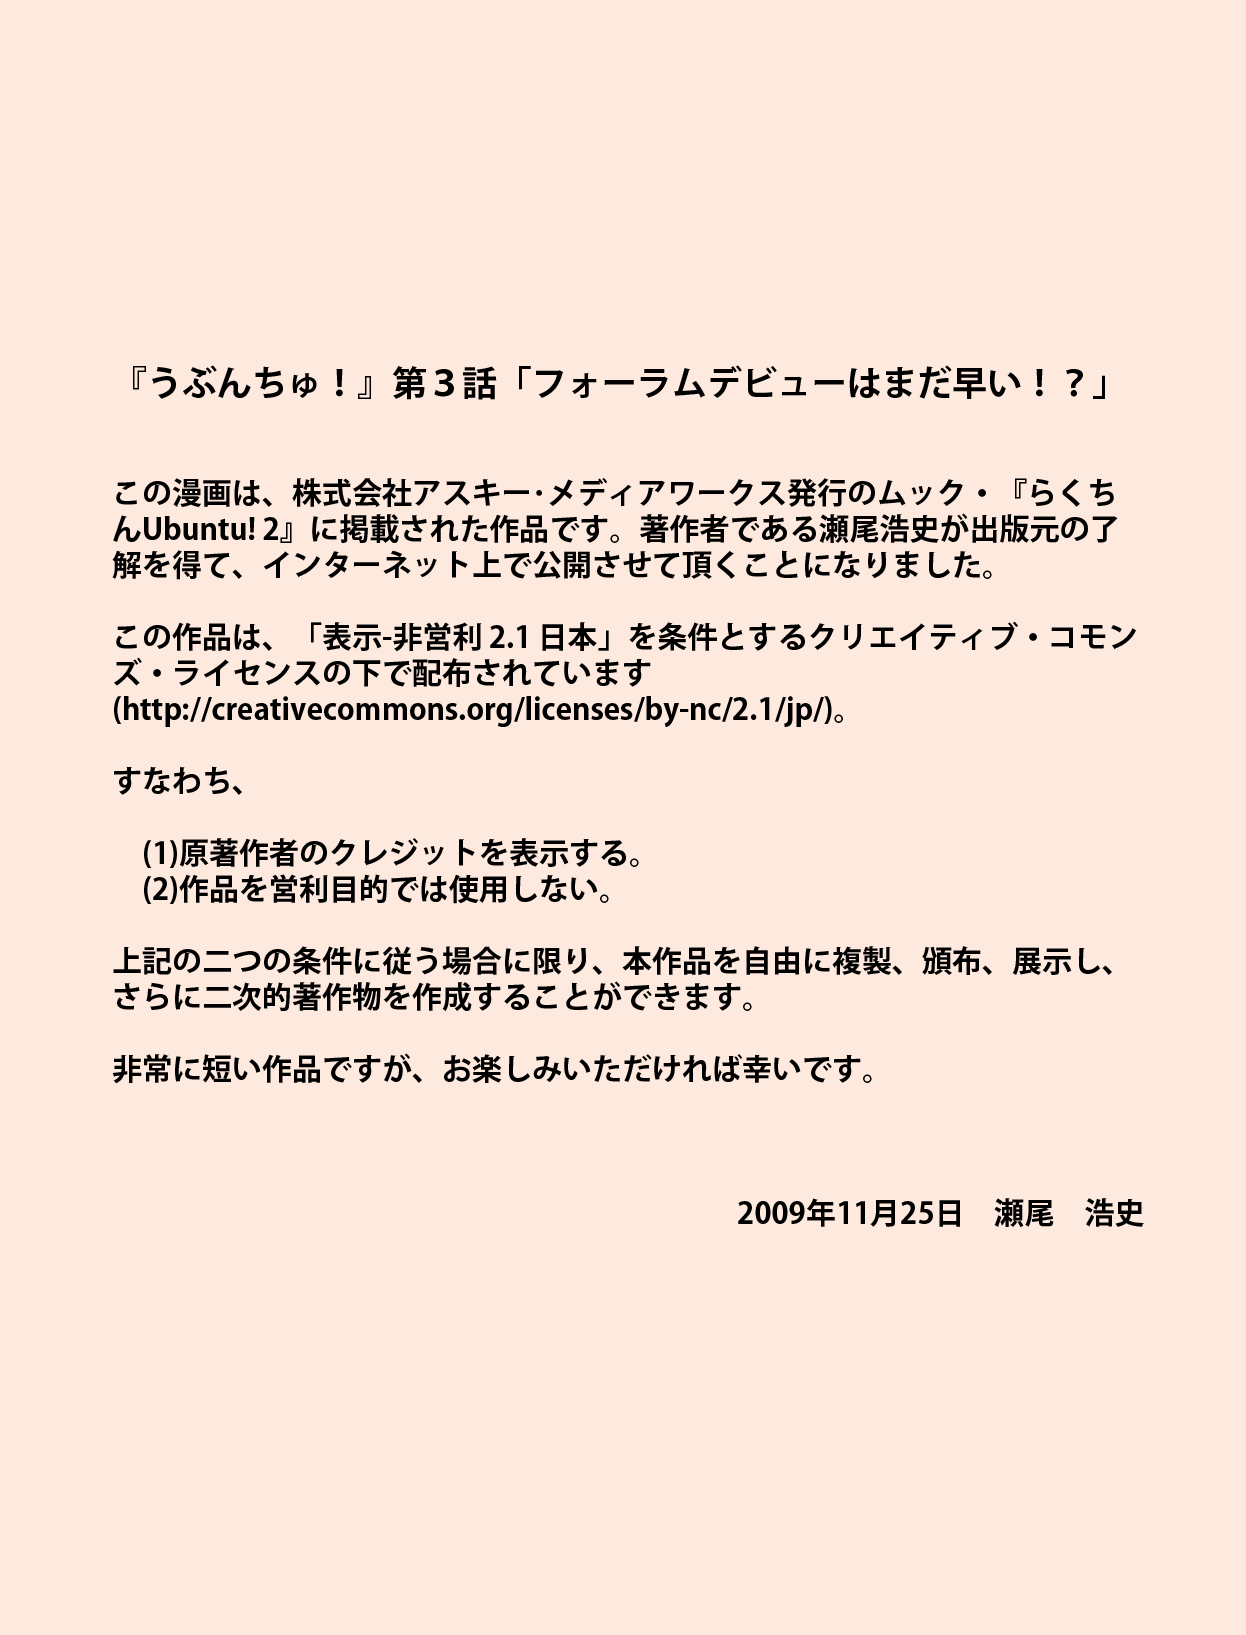 『うぶんちゅ！』第３話「フォーラムデビューはまだ早い！？」
この漫画は、株式会社アスキー･メディアワークス発行のムック・『らくち
んUbuntu! 2』に掲載された作品です。著作者である瀬尾浩史が出版元の了
解を得て、インターネット上で公開させて頂くことになりました。
この作品は、「表示-非営利 2.1 日本」を条件とするクリエイティブ・コモン
ズ・ライセンスの下で配布されています
(http://creativecommons.org/licenses/by-nc/2.1/jp/)。
すなわち、
(1)原著作者のクレジットを表示する。
(2)作品を営利目的では使用しない。
上記の二つの条件に従う場合に限り、本作品を自由に複製、頒布、展示し、
さらに二次的著作物を作成することができます。
非常に短い作品ですが、お楽しみいただければ幸いです。
2009年11月25日　瀬尾　浩史